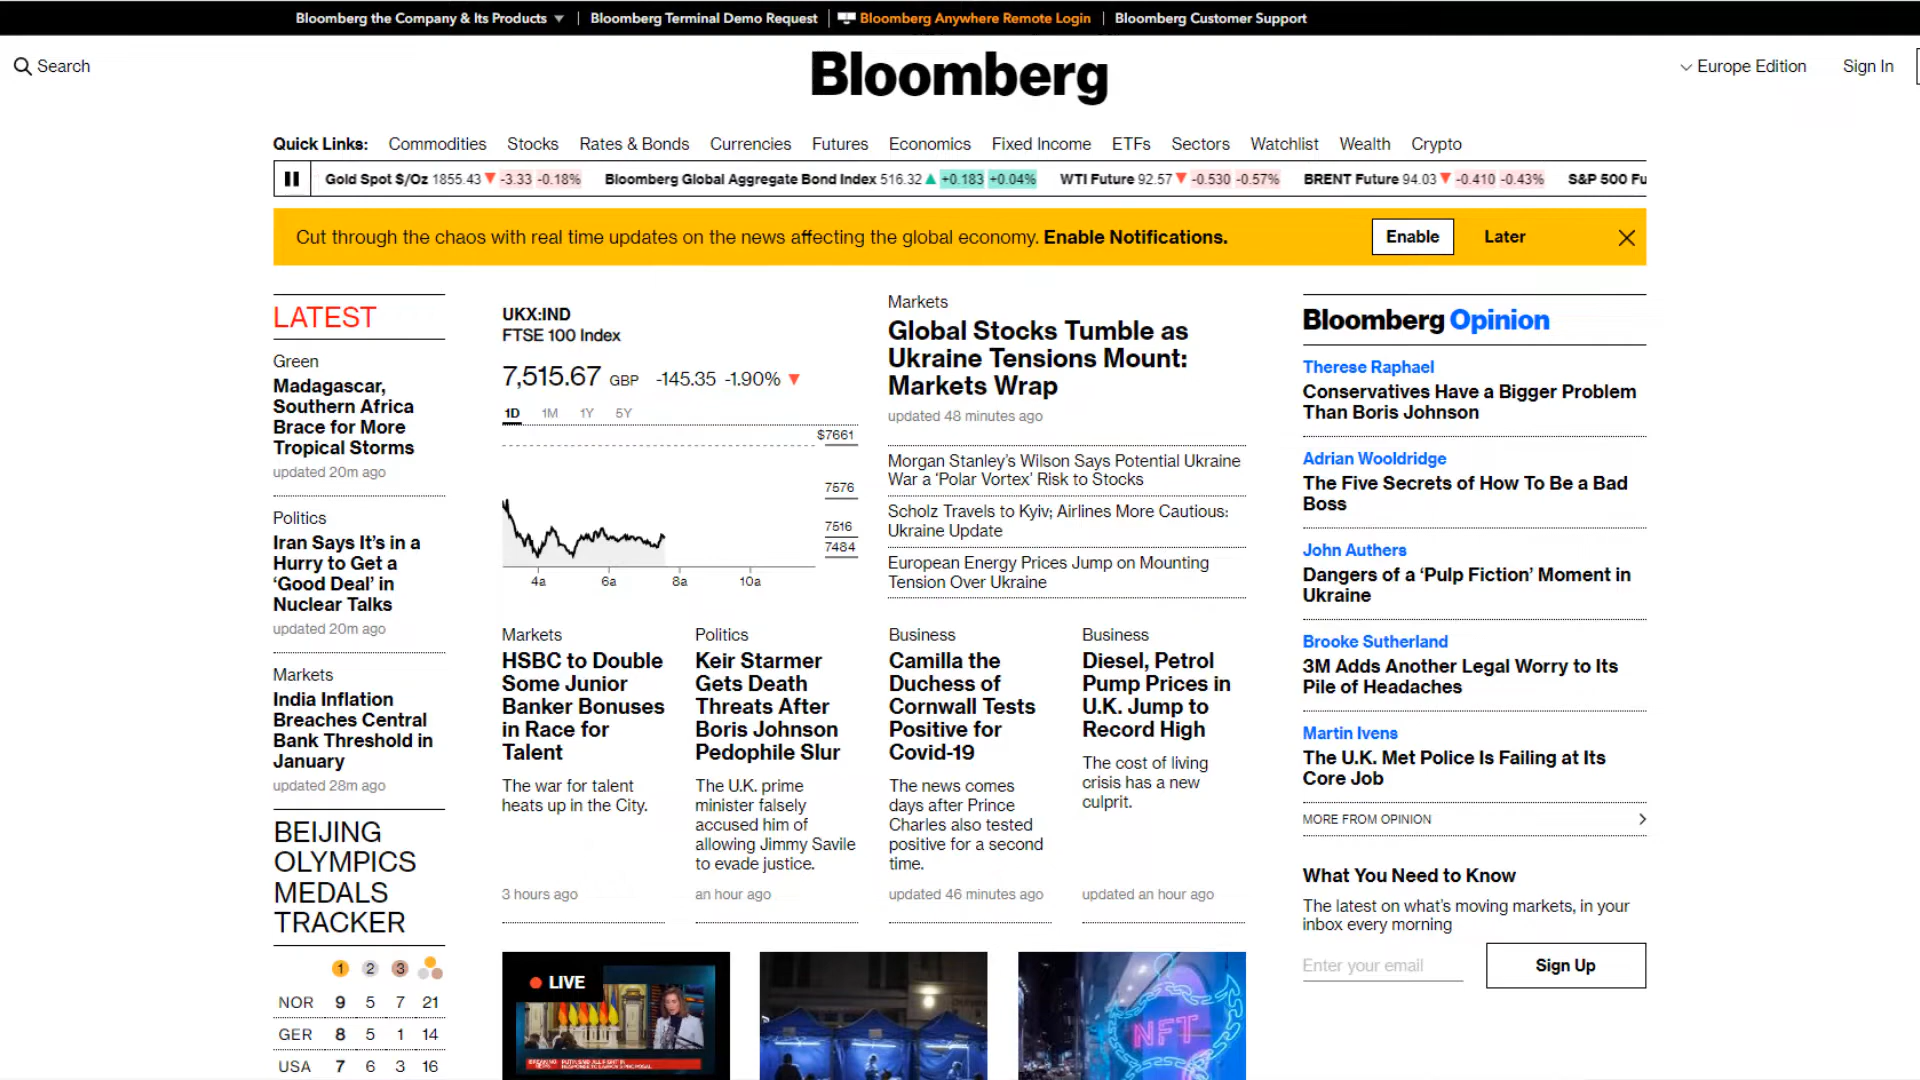 Bloomberg the Company & Its Products
Bloomberg Terminal Demo Request
Bloomberg Anywhere Remote Login
Bloomberg Customer Support
Search
Bloomberg
Europe Edition
Sign In
Quick Links: Commodities Stocks Rates & Bonds Currencies Futures Economics Fixed Income ETFs Sectors Watchlist Wealth Crypto
Gold Spot $/Oz 1855.43 -3.33 -0.18% Bloomberg Global Aggregate Bond Index 516.32 +0.183 +0.04% WTI Future 92.57 -0.530 -0.57% BRENT Future 94.03 -0.410 -0.43% S&P 500 Fu
Cut through the chaos with real time updates on the news affecting the global economy. Enable Notifications.
Enable
Later
LATEST
Green
Madagascar,
Southern Africa
Brace for More
Tropical Storms
updated 20m ago
Politics
Iran Says It's in a
Hurry to Get a
‘Good Deal’ in
Nuclear Talks
updated 20m ago
Markets
India Inflation
Breaches Central
Bank Threshold in
January
updated 28m ago
BEIJING
OLYMPICS
MEDALS
TRACKER
1 2 3
NOR 9 5 7 21
GER 8 5 1 14
USA 7 6 3 16
UKX:IND
FTSE 100 Index
7,515.67 GBP -145.35 -1.90%
1D 1M 1Y 5Y
$7661
7576
7516
7484
4a 6a 8a 10a
Markets
Global Stocks Tumble as
Ukraine Tensions Mount:
Markets Wrap
updated 48 minutes ago
Morgan Stanley’s Wilson Says Potential Ukraine
War a ‘Polar Vortex’ Risk to Stocks
Scholz Travels to Kyiv; Airlines More Cautious:
Ukraine Update
European Energy Prices Jump on Mounting
Tension Over Ukraine
Markets
HSBC to Double
Some Junior
Banker Bonuses
in Race for
Talent
The war for talent
heats up in the City.
3 hours ago
Politics
Keir Starmer
Gets Death
Threats After
Boris Johnson
Pedophile Slur
The U.K. prime
minister falsely
accused him of
allowing Jimmy Savile
to evade justice.
an hour ago
Business
Camilla the
Duchess of
Cornwall Tests
Positive for
Covid-19
The news comes
days after Prince
Charles also tested
positive for a second
time.
updated 46 minutes ago
Business
Diesel, Petrol
Pump Prices in
U.K. Jump to
Record High
The cost of living
crisis has a new
culprit.
updated an hour ago
LIVE
NFT
Bloomberg Opinion
Therese Raphael
Conservatives Have a Bigger Problem
Than Boris Johnson
Adrian Wooldridge
The Five Secrets of How To Be a Bad
Boss
John Authers
Dangers of a ‘Pulp Fiction’ Moment in
Ukraine
Brooke Sutherland
3M Adds Another Legal Worry to Its
Pile of Headaches
Martin Ivens
The U.K. Met Police Is Failing at Its
Core Job
MORE FROM OPINION
What You Need to Know
The latest on what’s moving markets, in your
inbox every morning
Enter your email
Sign Up